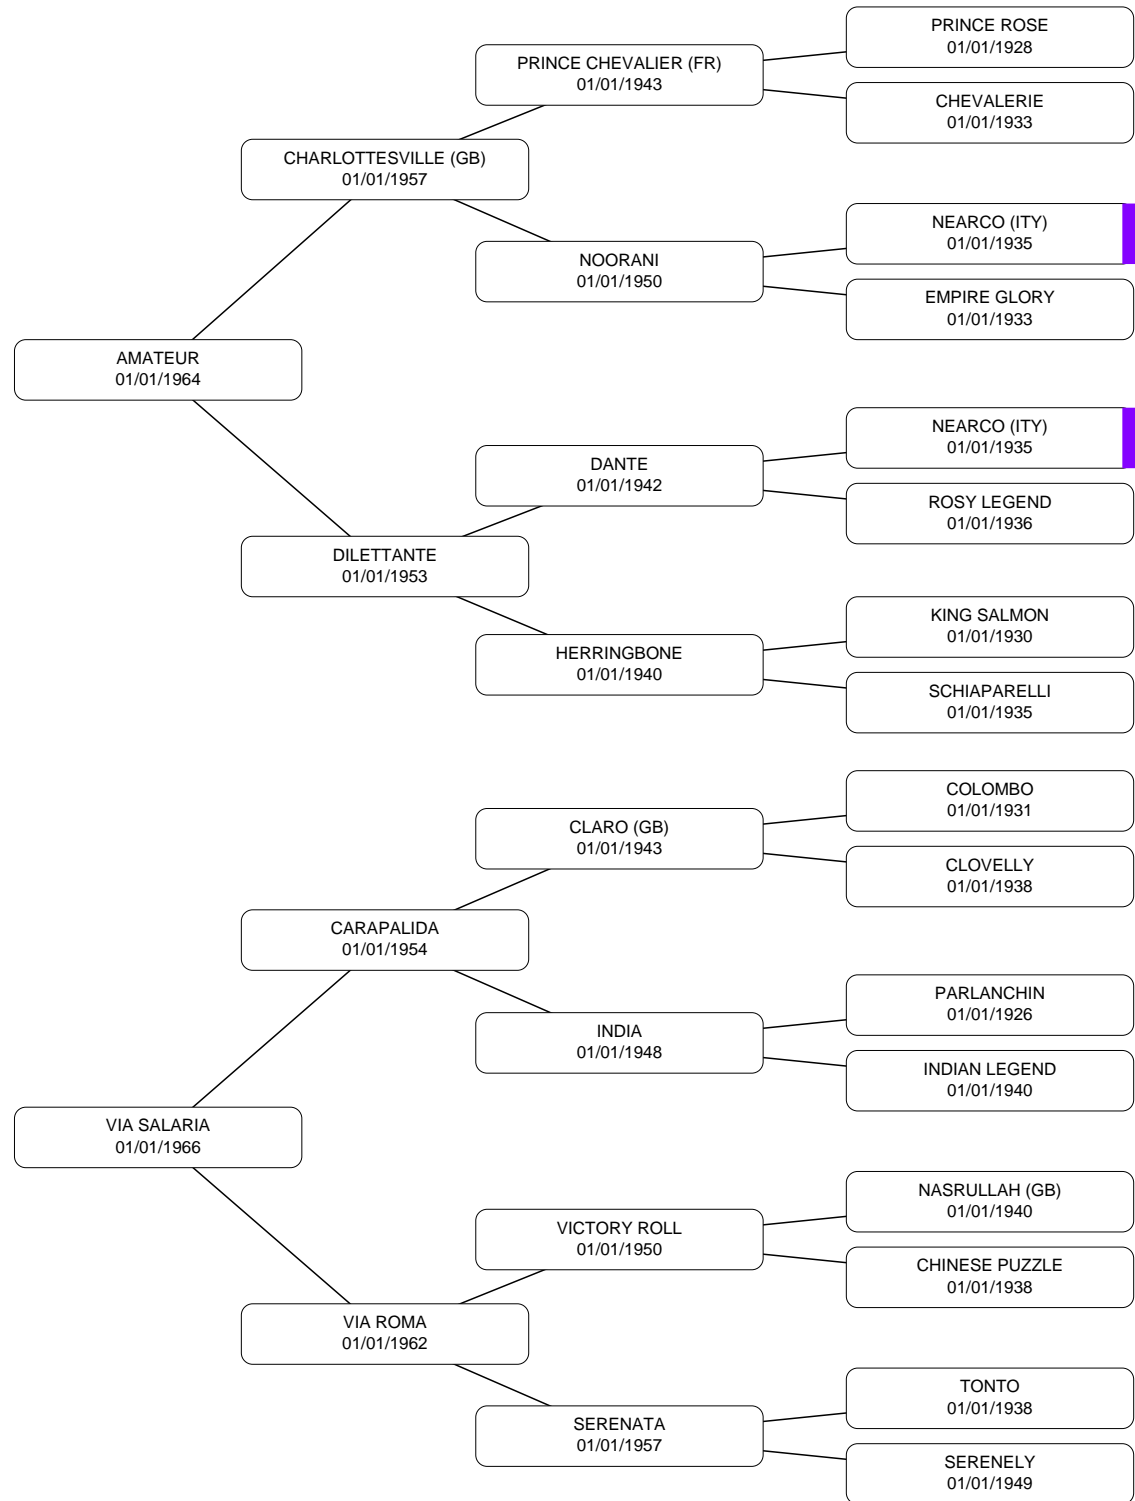 PRINCE ROSE
01/01/1928
PRINCE CHEVALIER (FR)
01/01/1943
CHEVALERIE
01/01/1933
CHARLOTTESVILLE (GB)
01/01/1957
NEARCO (ITY)
01/01/1935
NOORANI
01/01/1950
EMPIRE GLORY
01/01/1933
AMATEUR
01/01/1964
NEARCO (ITY)
01/01/1935
DANTE
01/01/1942
ROSY LEGEND
01/01/1936
DILETTANTE
01/01/1953
KING SALMON
01/01/1930
HERRINGBONE
01/01/1940
SCHIAPARELLI
01/01/1935
COLOMBO
01/01/1931
CLARO (GB)
01/01/1943
CLOVELLY
01/01/1938
CARAPALIDA
01/01/1954
PARLANCHIN
01/01/1926
INDIA
01/01/1948
INDIAN LEGEND
01/01/1940
VIA SALARIA
01/01/1966
NASRULLAH (GB)
01/01/1940
VICTORY ROLL
01/01/1950
CHINESE PUZZLE
01/01/1938
VIA ROMA
01/01/1962
TONTO
01/01/1938
SERENATA
01/01/1957
SERENELY
01/01/1949